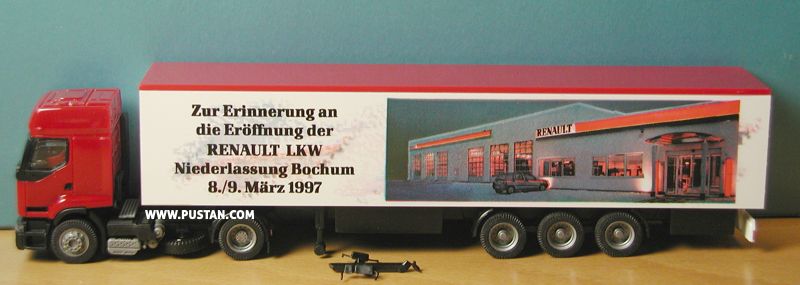 Zur Erinnerung an
die Eröffnung der
RENAULT LKW
Niederlassung Bochum
8./9. März 1997
RENAULT
WWW.PUSTAN.COM